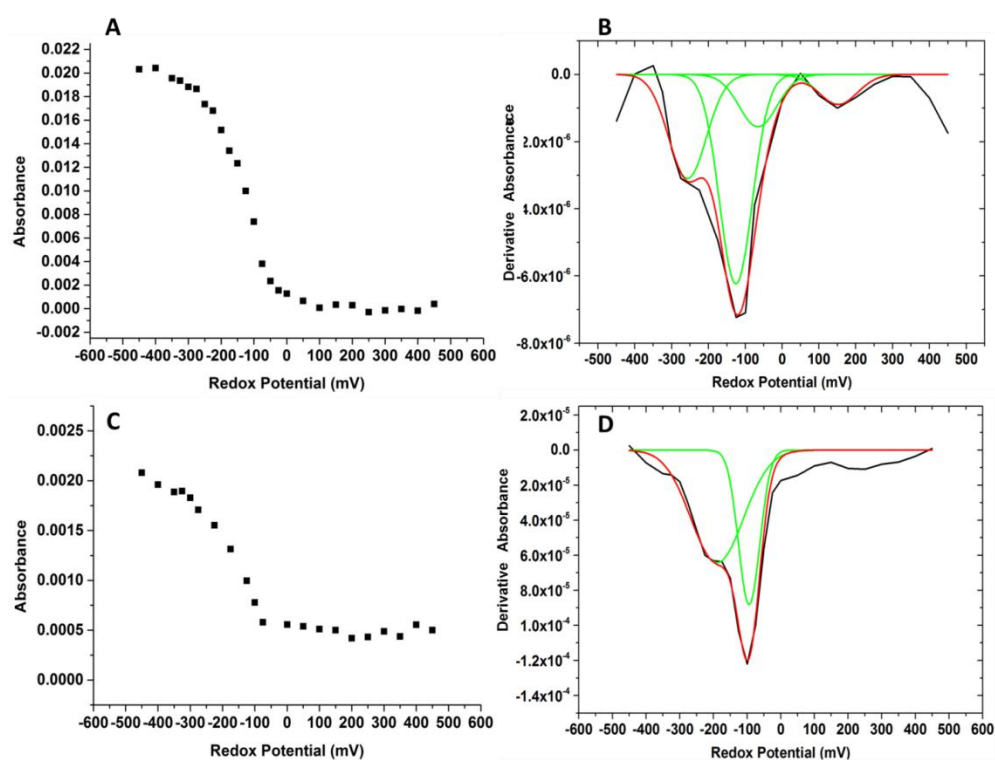 A
0.022
0.020
0.018
0.016
0.014
0.012
0.010
0.008
0.006
0.004
0.002
0.000
-0.002
Absorbance
-600 -500 -400 -300 -200 -100 0 100 200 300 400 500 600
Redox Potential (mV)
B
0.0
2.0x10⁻⁶
4.0x10⁻⁶
-6.0x10⁻⁶
-8.0x10⁻⁶
Derivative Absorbance
-500 -400 -300 -200 -100 0 100 200 300 400 500
Redox Potential (mV)
C
0.0025
0.0020
0.0015
0.0010
0.0005
0.0000
Absorbance
-600 -500 -400 -300 -200 -100 0 100 200 300 400 500 600
Redox Potential (mV)
D
2.0x10⁻⁵
0.0
2.0x10⁻⁵
4.0x10⁻⁵
6.0x10⁻⁵
8.0x10⁻⁵
-1.0x10⁻⁴
-1.2x10⁻⁴
-1.4x10⁻⁴
Derivative Absorbance
-600 -500 -400 -300 -200 -100 0 100 200 300 400 500 600
Redox Potential (mV)